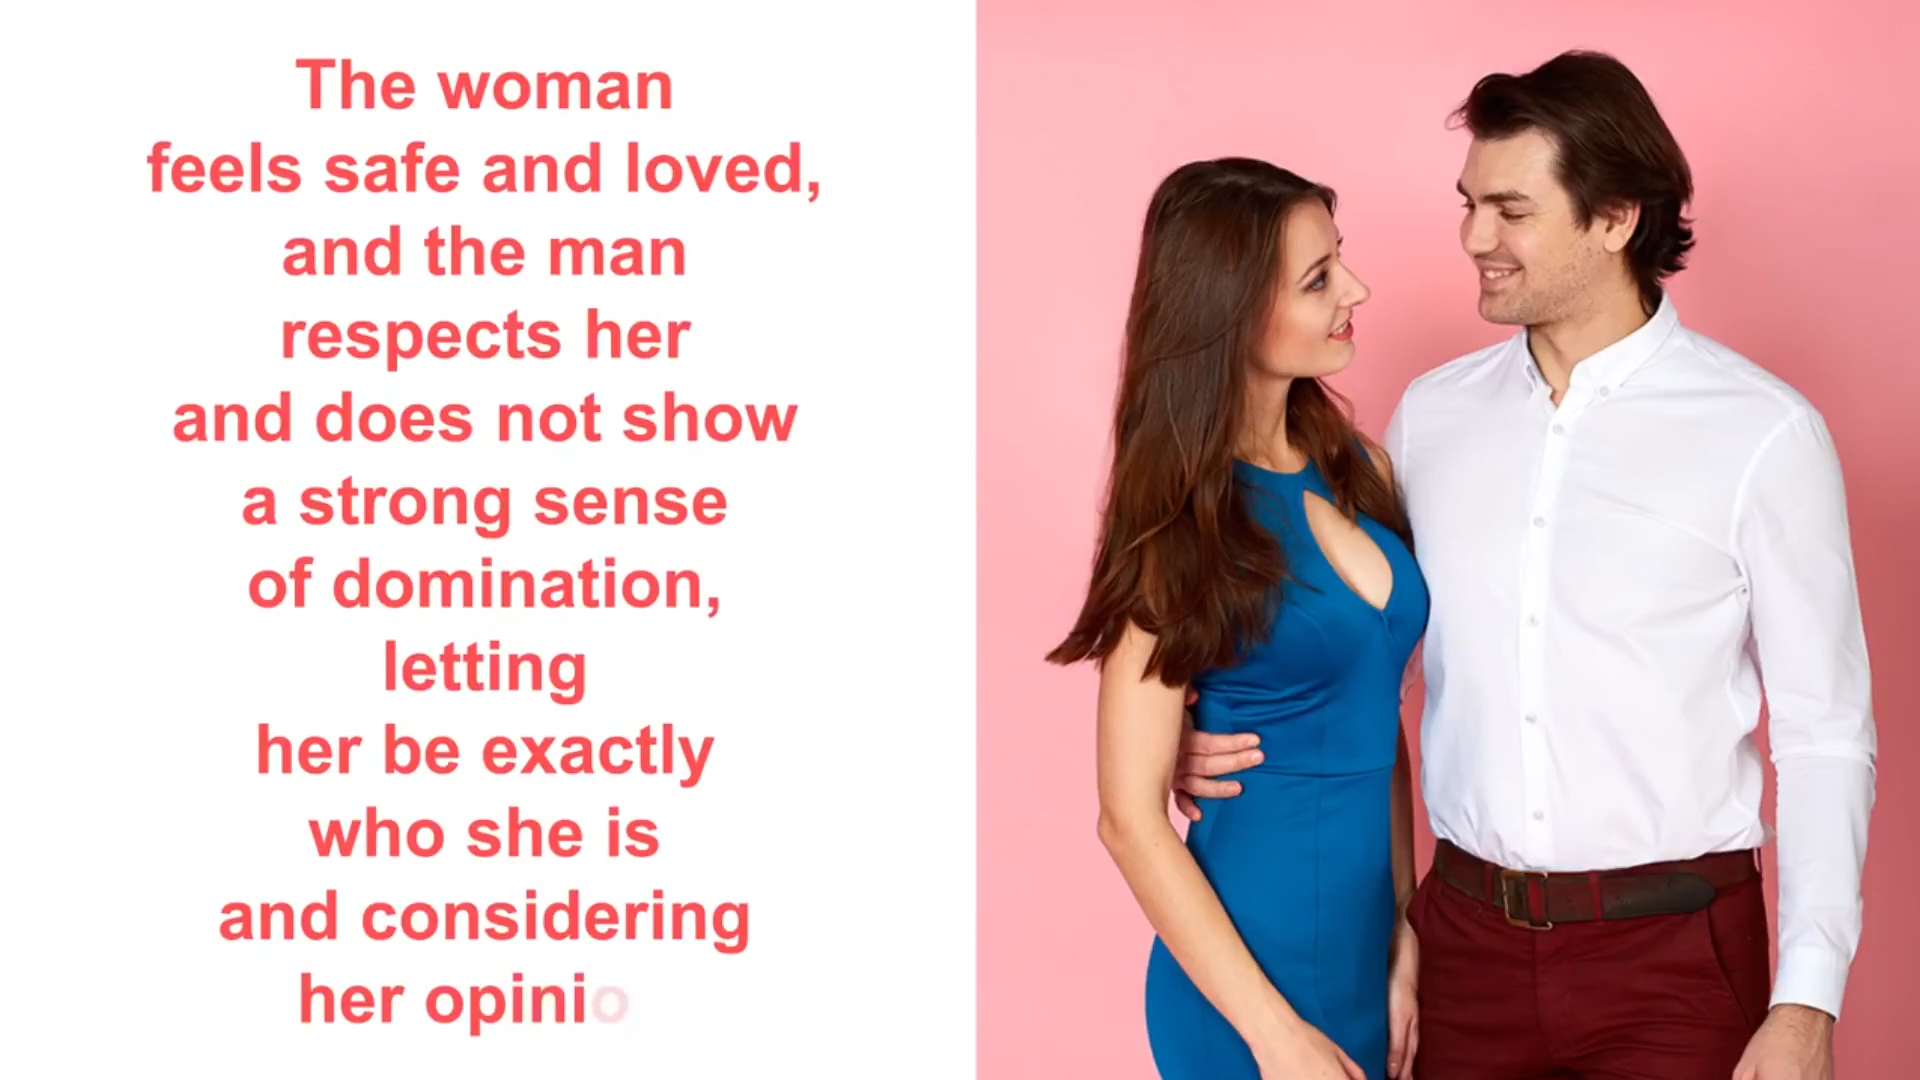 The woman
feels safe and loved,
and the man
respects her
and does not show
a strong sense
of domination,
letting
her be exactly
who she is
and considering
her opinio